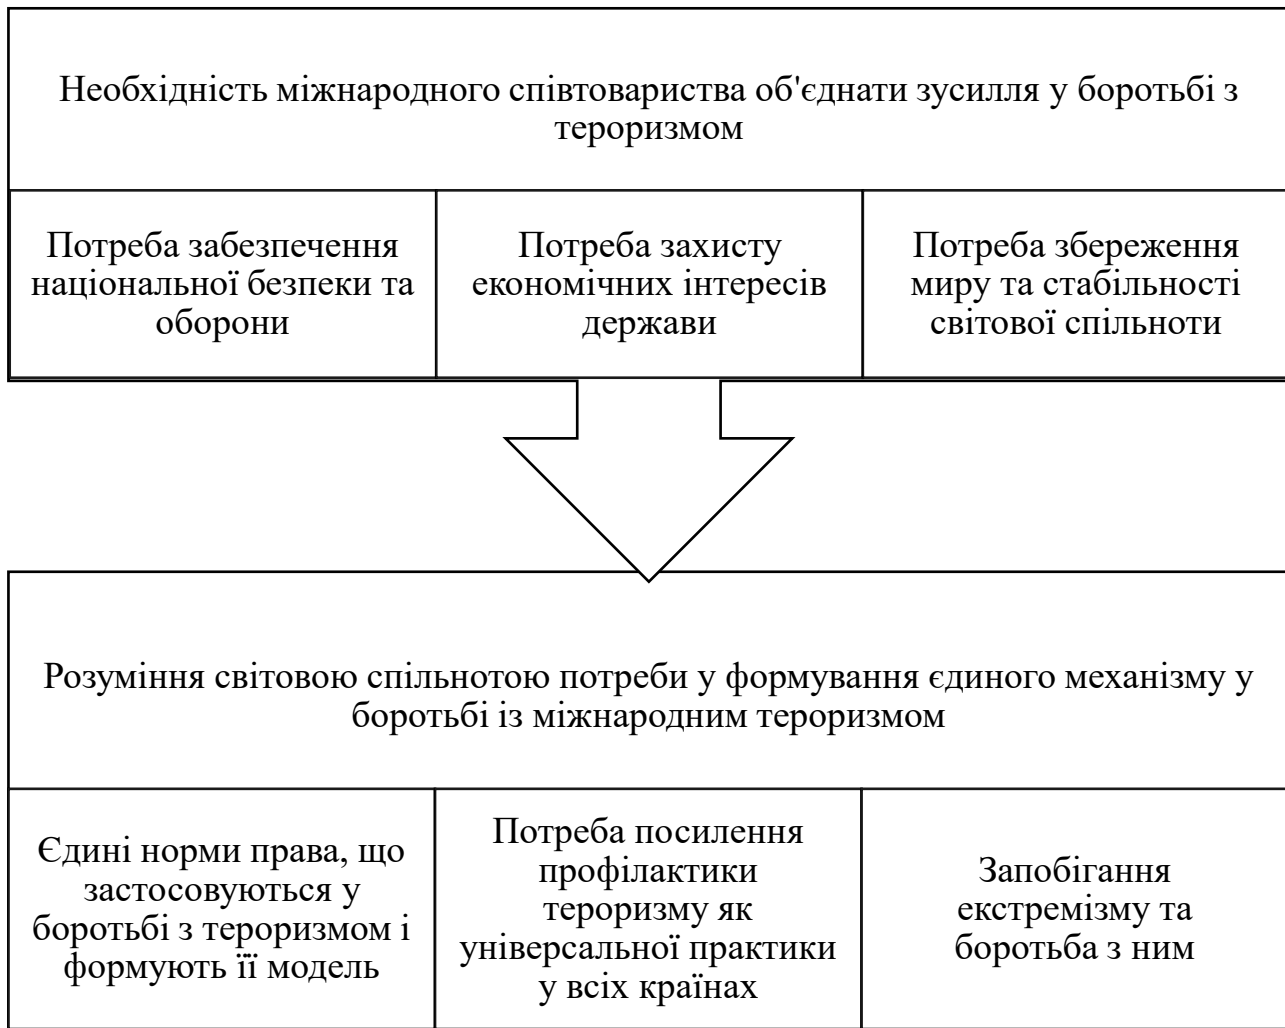 Необхідність міжнародного співтовариства об'єднати зусилля у боротьбі з
тероризмом
Потреба забезпечення
національної безпеки та
оборони
Потреба захисту
економічних інтересів
держави
Потреба збереження
миру та стабільності
світової спільноти
Розуміння світовою спільнотою потреби у формування єдиного механізму у
боротьбі із міжнародним тероризмом
Єдині норми права, що
застосовуються у
боротьбі з тероризмом і
формують її модель
Потреба посилення
профілактики
тероризму як
універсальної практики
у всіх країнах
Запобігання
екстремізму та
боротьба з ним